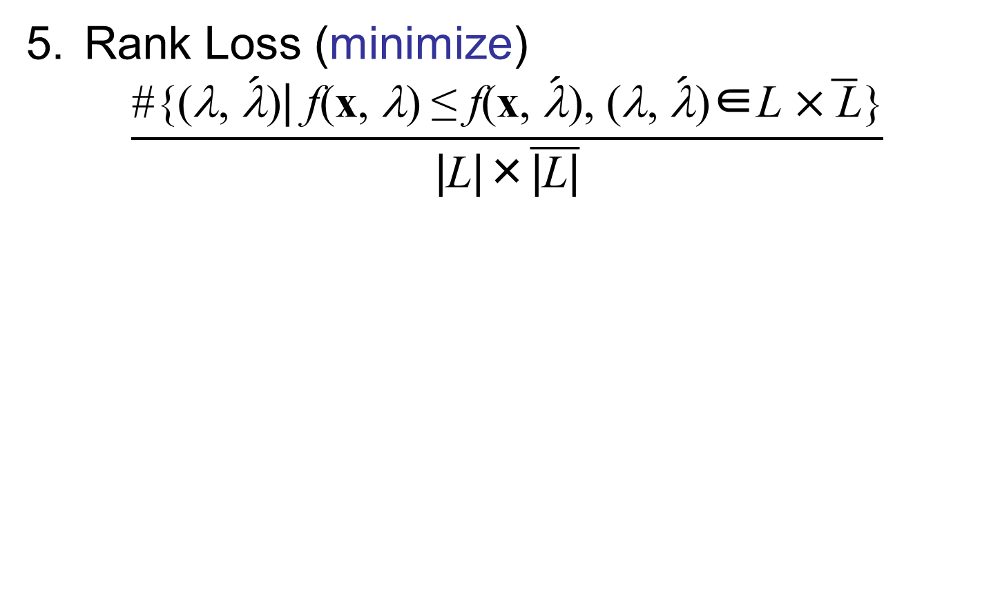 5. Rank Loss (minimize)
#{(λ, λ́)| f(x, λ) ≤ f(x, λ́), (λ, λ́) ∈ L × L̅}
|L| × |L̅|